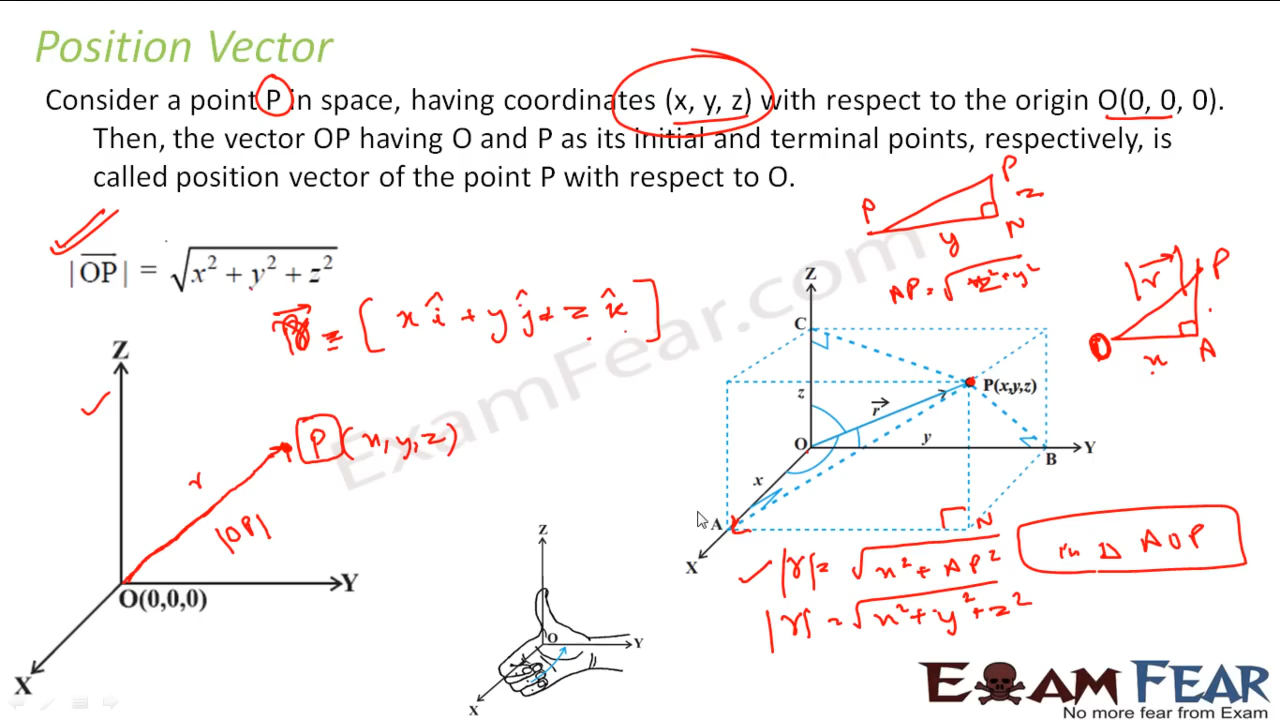 Position Vector
Consider a point P in space, having coordinates (x, y, z) with respect to the origin O(0, 0, 0).
Then, the vector OP having O and P as its initial and terminal points, respectively, is
called position vector of the point P with respect to O.
|OP| = √x² + y² + z²
= [ x î + y ĵ + z k̂ ]
Z
P (x, y, z)
r
|OP|
O(0,0,0)
Y
X
Z
O
Y
X
P
P
z
N
y
AP = √z² + y²
|r|
P
O
x
A
Z
C
z
P(x,y,z)
r
O
y
B
Y
x
A
N
X
|r| = √x² + AP²
in Δ AOP
|r| = √x² + y² + z²
ExamFear.com
EXAM FEAR
No more fear from Exam